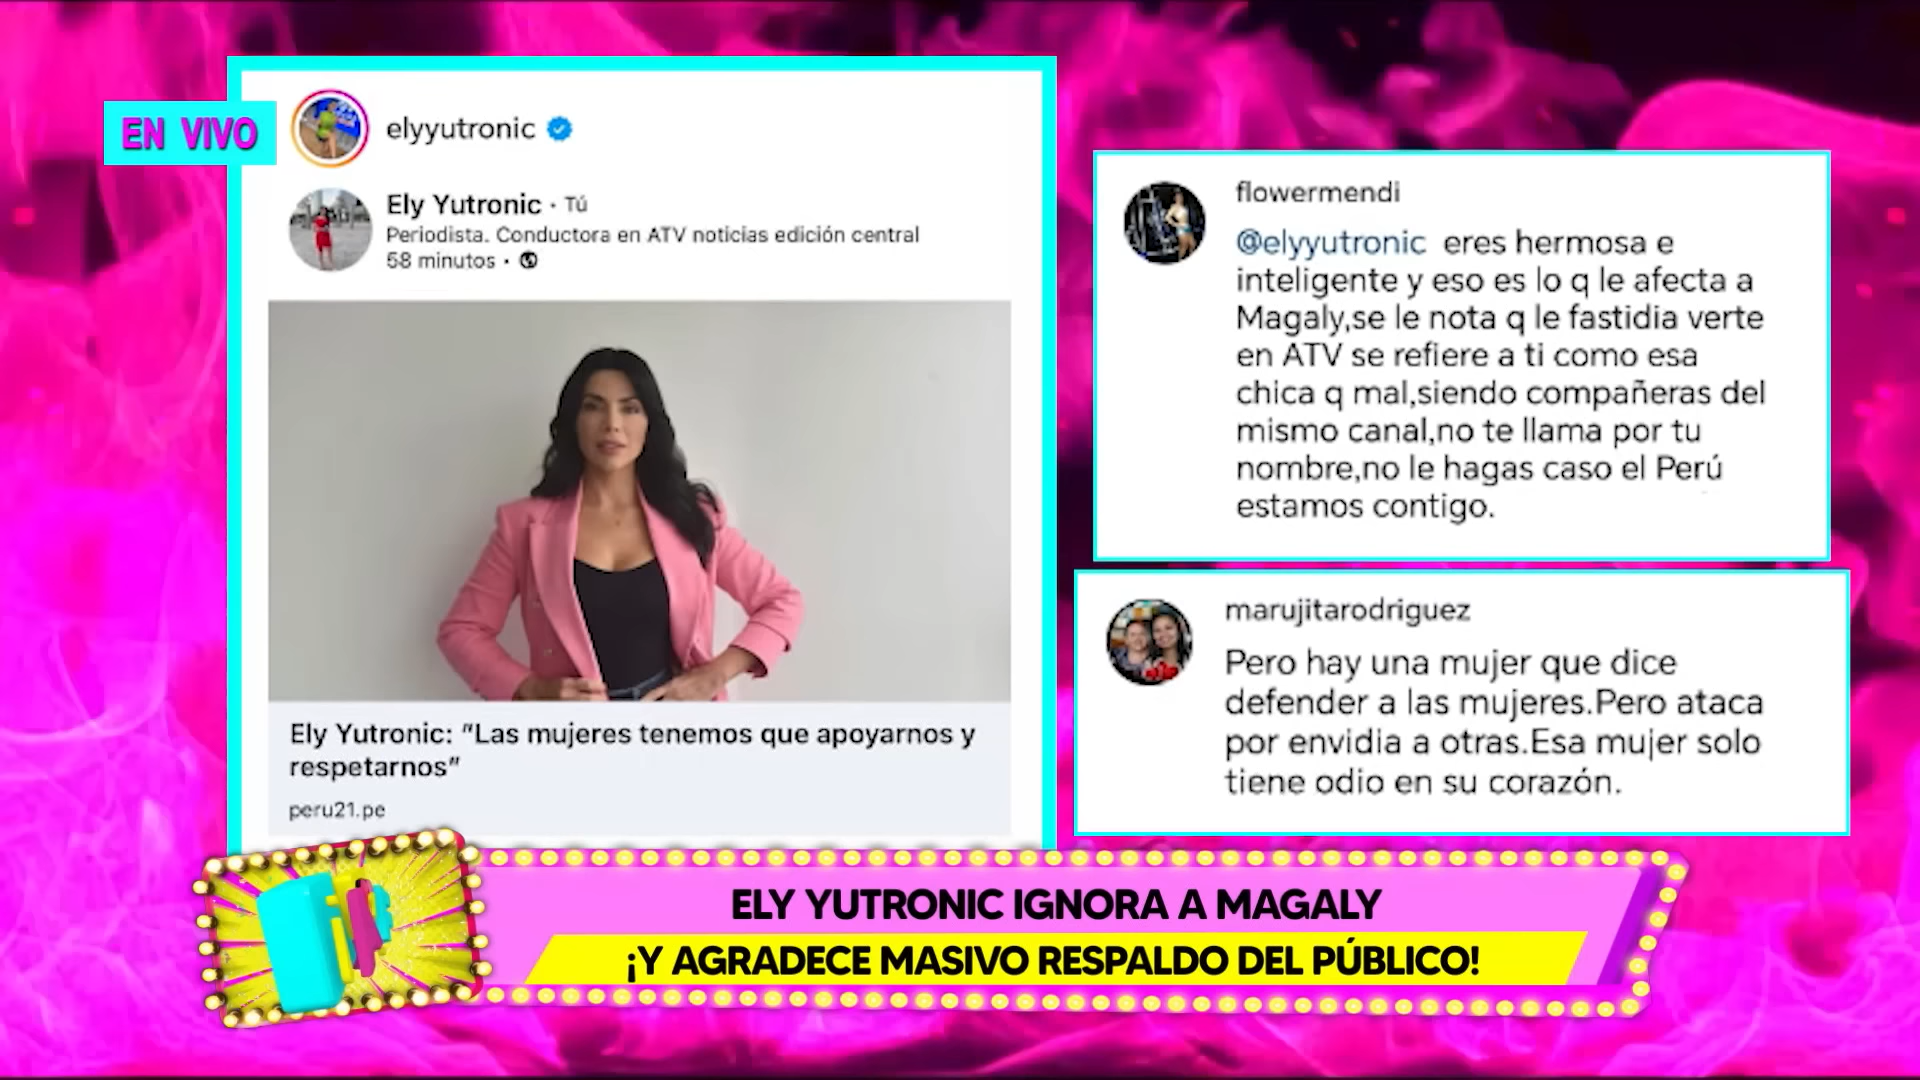 EN VIVO
elyyutronic
Ely Yutronic • Tú
Periodista. Conductora en ATV noticias edición central
58 minutos •
Ely Yutronic: "Las mujeres tenemos que apoyarnos y
respetarnos"
peru21.pe
flowermendi
@elyyutronic eres hermosa e
inteligente y eso es lo q le afecta a
Magaly,se le nota q le fastidia verte
en ATV se refiere a ti como esa
chica q mal,siendo compañeras del
mismo canal,no te llama por tu
nombre,no le hagas caso el Perú
estamos contigo.
marujitarodriguez
Pero hay una mujer que dice
defender a las mujeres.Pero ataca
por envidia a otras.Esa mujer solo
tiene odio en su corazón.
ELY YUTRONIC IGNORA A MAGALY
¡Y AGRADECE MASIVO RESPALDO DEL PÚBLICO!